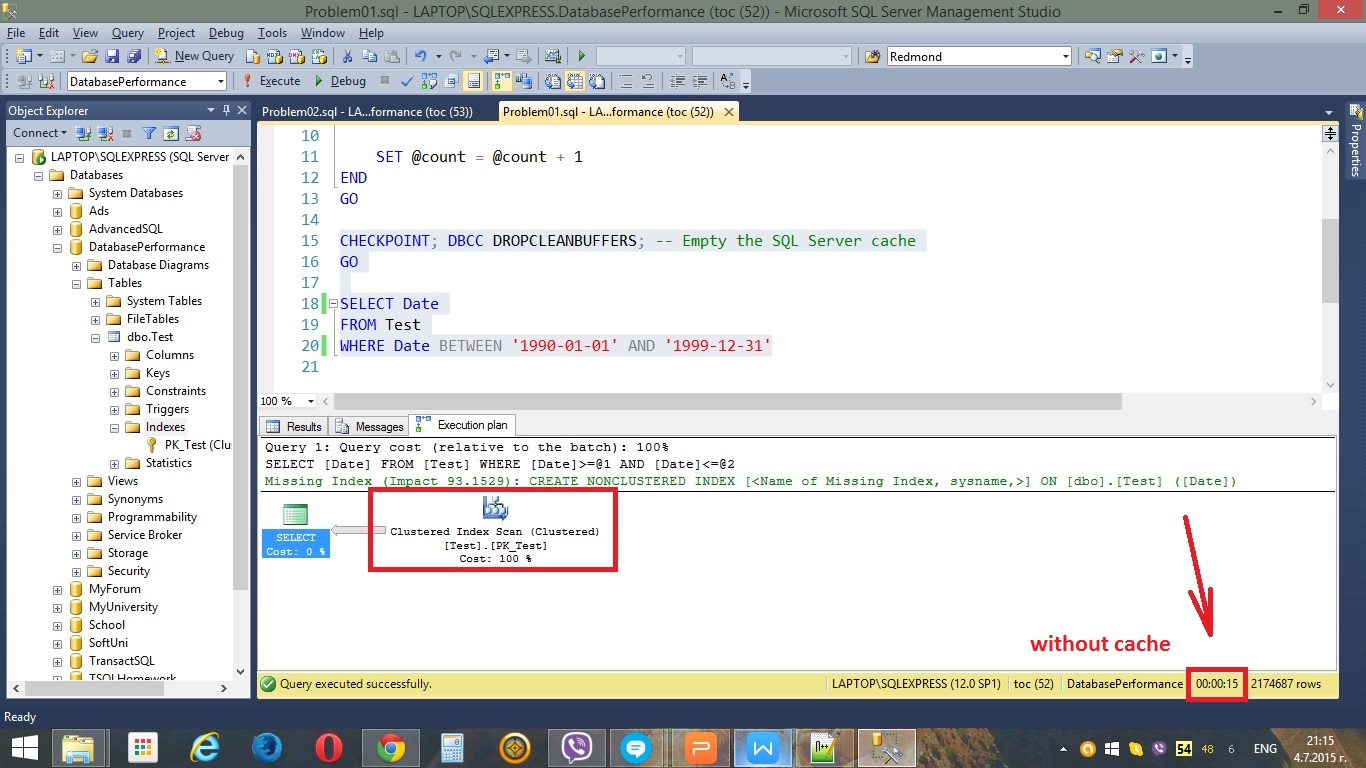 Problem01.sql - LAPTOP\SQLEXPRESS.DatabasePerformance (toc (52)) - Microsoft SQL Server Management Studio
File Edit View Query Project Debug Tools Window Help
New Query Redmond
DatabasePerformance Execute Debug
Object Explorer
Connect
LAPTOP\SQLEXPRESS (SQL Server
Databases
System Databases
Ads
AdvancedSQL
DatabasePerformance
Database Diagrams
Tables
System Tables
FileTables
dbo.Test
Columns
Keys
Constraints
Triggers
Indexes
PK_Test (Clu
Statistics
Views
Synonyms
Programmability
Service Broker
Storage
Security
MyForum
MyUniversity
School
SoftUni
TransactSQL
TSQLHomework
Problem02.sql - LA...formance (toc (53)) Problem01.sql - LA...formance (toc (52))
10
11 SET @count = @count + 1
12 END
13 GO
14
15 CHECKPOINT; DBCC DROPCLEANBUFFERS; -- Empty the SQL Server cache
16 GO
17
18 SELECT Date
19 FROM Test
20 WHERE Date BETWEEN '1990-01-01' AND '1999-12-31'
21
100 %
Results Messages Execution plan
Query 1: Query cost (relative to the batch): 100%
SELECT [Date] FROM [Test] WHERE [Date]>=@1 AND [Date]<=@2
Missing Index (Impact 93.1529): CREATE NONCLUSTERED INDEX [<Name of Missing Index, sysname,>] ON [dbo].[Test] ([Date])
SELECT
Cost: 0 %
Clustered Index Scan (Clustered)
[Test].[PK_Test]
Cost: 100 %
without cache
Query executed successfully. LAPTOP\SQLEXPRESS (12.0 SP1) toc (52) DatabasePerformance 00:00:15 2174687 rows
Properties
Ready
54 48 6 ENG 21:15
4.7.2015 г.